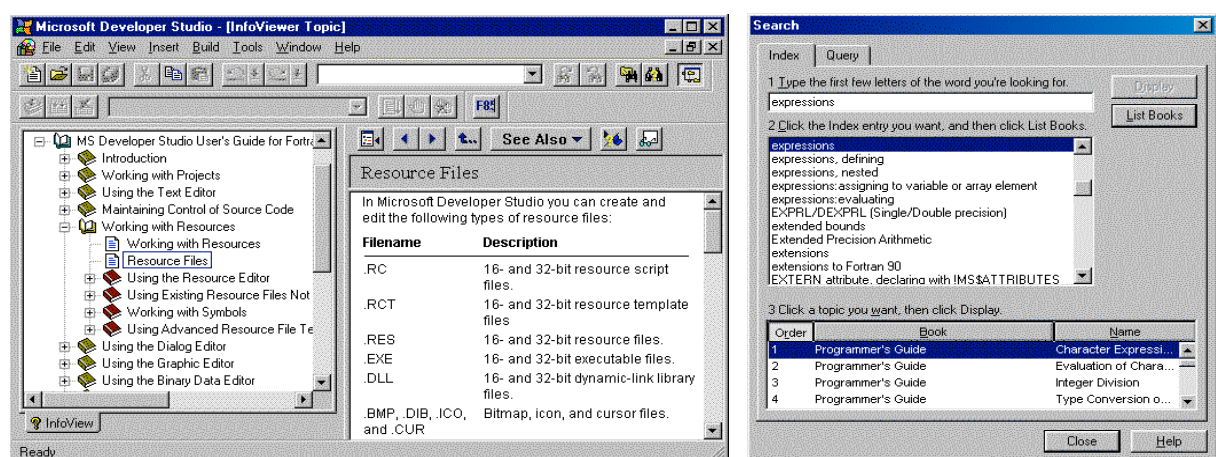 Microsoft Developer Studio - [InfoViewer Topic]
File Edit View Insert Build Tools Window Help
F8
MS Developer Studio User's Guide for Fortra
Introduction
Working with Projects
Using the Text Editor
Maintaining Control of Source Code
Working with Resources
Working with Resources
Resource Files
Using the Resource Editor
Using Existing Resource Files Not
Working with Symbols
Using Advanced Resource File Te
Using the Dialog Editor
Using the Graphic Editor
Using the Binary Data Editor
InfoView
Ready
See Also
Resource Files
In Microsoft Developer Studio you can create and
edit the following types of resource files:
Filename Description
.RC 16- and 32-bit resource script
files.
.RCT 16- and 32-bit resource template
files
.RES 16- and 32-bit resource files.
.EXE 16- and 32-bit executable files.
.DLL 16- and 32-bit dynamic-link library
files.
.BMP, .DIB, .ICO, Bitmap, icon, and cursor files.
and .CUR
Search
Index Query
1 Type the first few letters of the word you're looking for.
expressions
Display
List Books
2 Click the Index entry you want, and then click List Books.
expressions
expressions, defining
expressions, nested
expressions:assigning to variable or array element
expressions:evaluating
EXPRL/DEXPRL (Single/Double precision)
extended bounds
Extended Precision Arithmetic
extensions
extensions to Fortran 90
EXTERN attribute, declaring with !MS$ATTRIBUTES
3 Click a topic you want, then click Display.
Order Book Name
1 Programmer's Guide Character Expressi...
2 Programmer's Guide Evaluation of Chara...
3 Programmer's Guide Integer Division
4 Programmer's Guide Type Conversion o...
Close Help